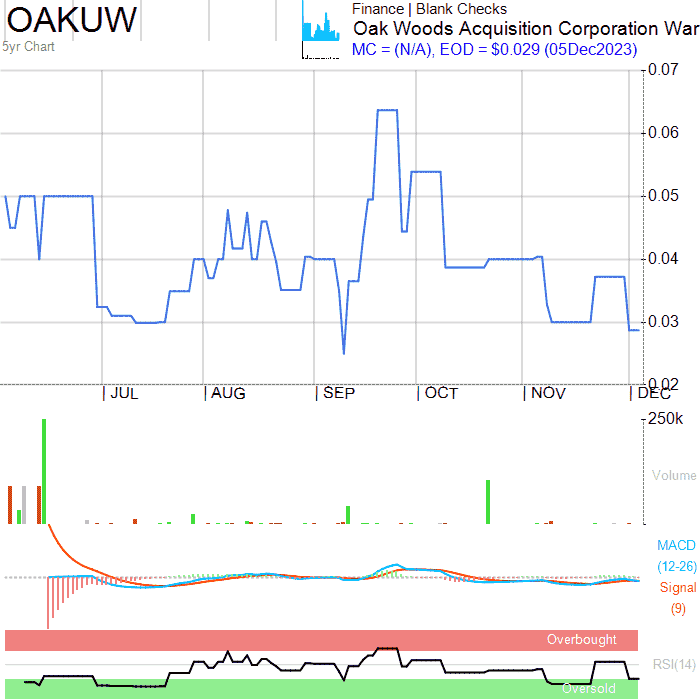 OAKUW
5yr Chart
Finance | Blank Checks
Oak Woods Acquisition Corporation War
MC = (N/A), EOD = $0.029 (05Dec2023)
0.07
0.06
0.05
0.04
0.03
0.02
| JUL | AUG | SEP | OCT | NOV | DEC
250k
Volume
MACD
(12-26)
Signal
(9)
Overbought
RSI(14)
Oversold